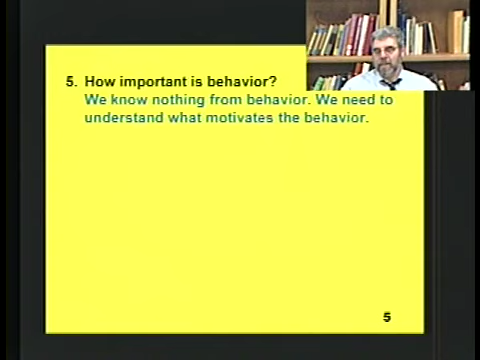 5. How important is behavior?
We know nothing from behavior. We need to
understand what motivates the behavior.
5